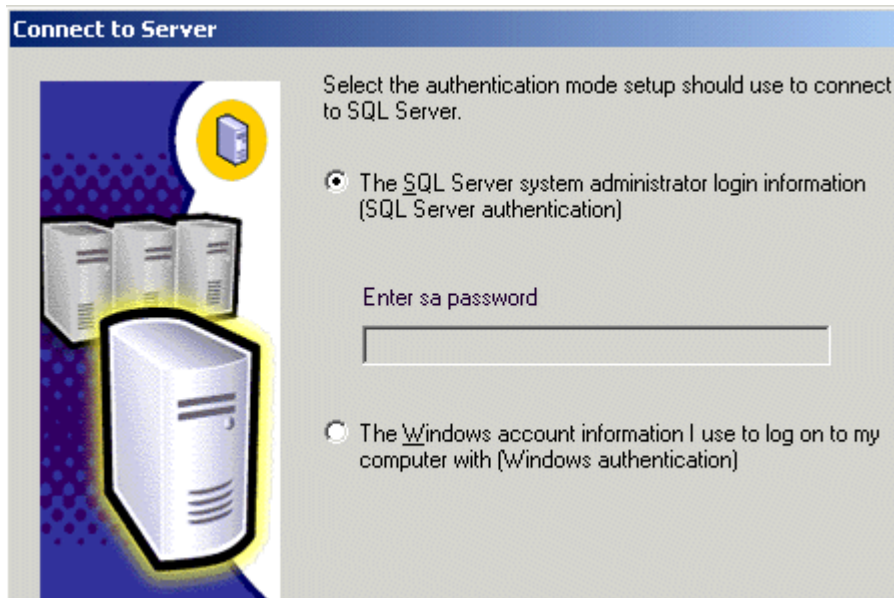 Connect to Server
Select the authentication mode setup should use to connect
to SQL Server.
The SQL Server system administrator login information
(SQL Server authentication)
Enter sa password
The Windows account information I use to log on to my
computer with (Windows authentication)